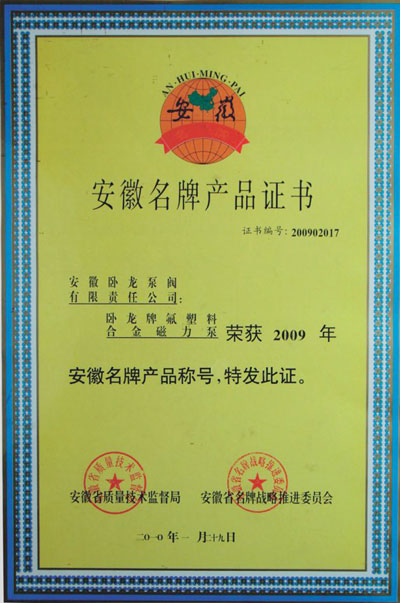 AN·HUI·MING·PAI
安徽
安徽名牌产品证书
证书编号：200902017
安徽卧龙泵阀
有限责任公司：
卧龙牌氟塑料
合金磁力泵 荣获 2009 年
安徽名牌产品称号，特发此证。
安徽省质量技术监督局 安徽省名牌战略推进委员会
二〇一〇年一月二十九日